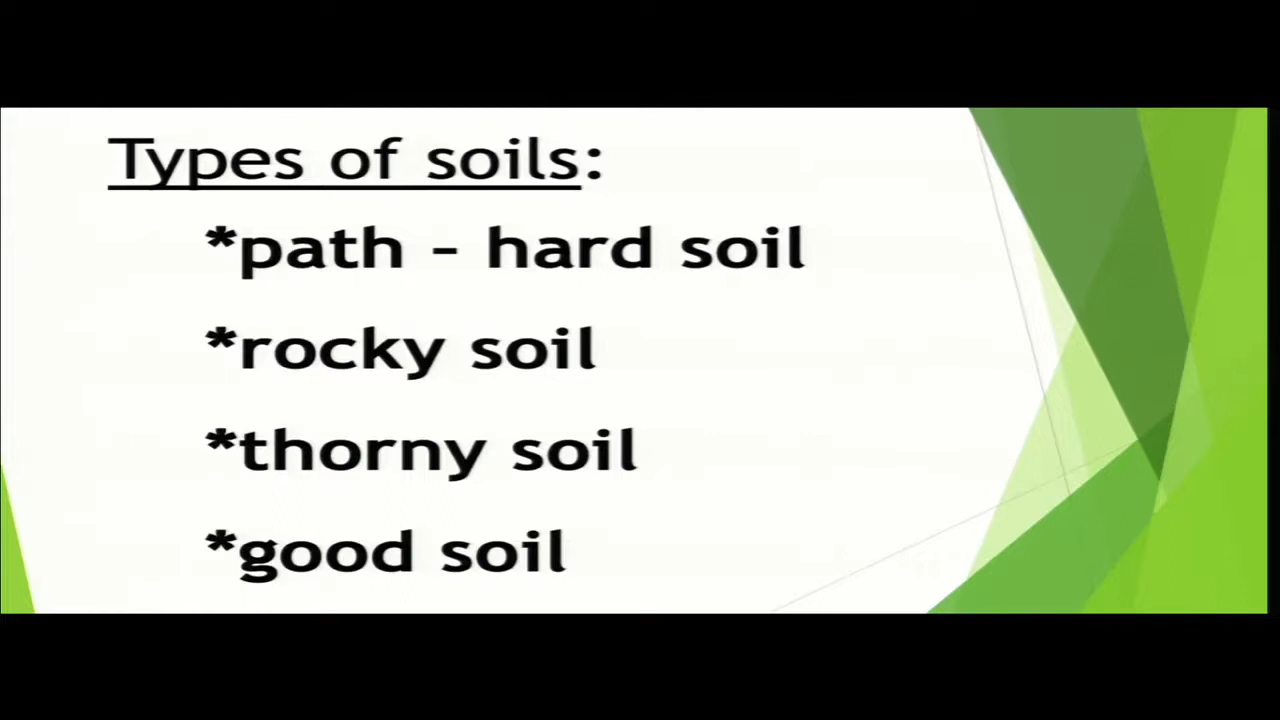 Types of soils:
*path - hard soil
*rocky soil
*thorny soil
*good soil